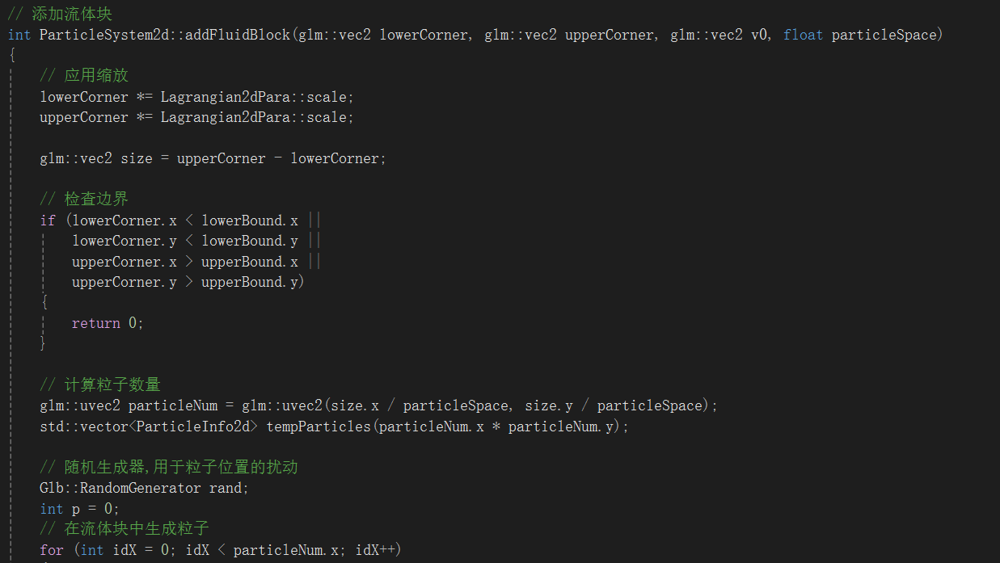 // 添加流体块
int ParticleSystem2d::addFluidBlock(glm::vec2 lowerCorner, glm::vec2 upperCorner, glm::vec2 v0, float particleSpace)
{
// 应用缩放
lowerCorner *= Lagrangian2dPara::scale;
upperCorner *= Lagrangian2dPara::scale;
glm::vec2 size = upperCorner - lowerCorner;
// 检查边界
if (lowerCorner.x < lowerBound.x ||
lowerCorner.y < lowerBound.y ||
upperCorner.x > upperBound.x ||
upperCorner.y > upperBound.y)
{
return 0;
}
// 计算粒子数量
glm::uvec2 particleNum = glm::uvec2(size.x / particleSpace, size.y / particleSpace);
std::vector<ParticleInfo2d> tempParticles(particleNum.x * particleNum.y);
// 随机生成器,用于粒子位置的扰动
Glb::RandomGenerator rand;
int p = 0;
// 在流体块中生成粒子
for (int idX = 0; idX < particleNum.x; idX++)